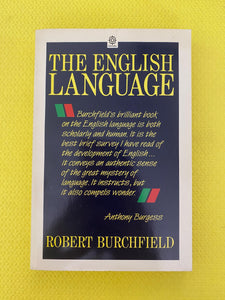 THE ENGLISH
LANGUAGE
Burchfield's brilliant book
on the English language is both
scholarly and human. It is the
best brief survey I have read of
the development of English...
it conveys an authentic sense
of the great mystery of
language. It instructs, but
it also compels wonder.
Anthony Burgess
ROBERT BURCHFIELD